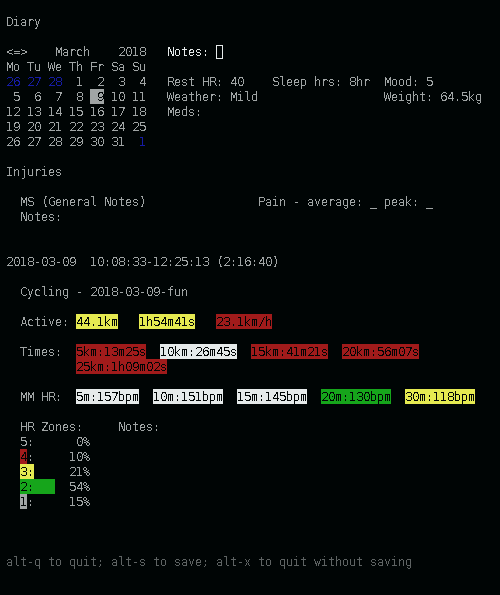 Diary
<=>    March    2018   Notes:
Mo Tu We Th Fr Sa Su
26 27 28  1  2  3  4   Rest HR: 40    Sleep hrs: 8hr  Mood: 5
 5  6  7  8  9 10 11   Weather: Mild                  Weight: 64.5kg
12 13 14 15 16 17 18   Meds:
19 20 21 22 23 24 25
26 27 28 29 30 31  1
Injuries
MS (General Notes)                Pain - average: _ peak: _
Notes:
2018-03-09  10:08:33-12:25:13 (2:16:40)
Cycling - 2018-03-09-fun
Active: 44.1km   1h54m41s   23.1km/h
Times:  5km:13m25s  10km:26m45s  15km:41m21s  20km:56m07s
25km:1h09m02s
MM HR:  5m:157bpm  10m:151bpm  15m:145bpm  20m:130bpm  30m:118bpm
HR Zones:     Notes:
5:      0%
4:     10%
3:     21%
2:     54%
1:     15%
alt-q to quit; alt-s to save; alt-x to quit without saving